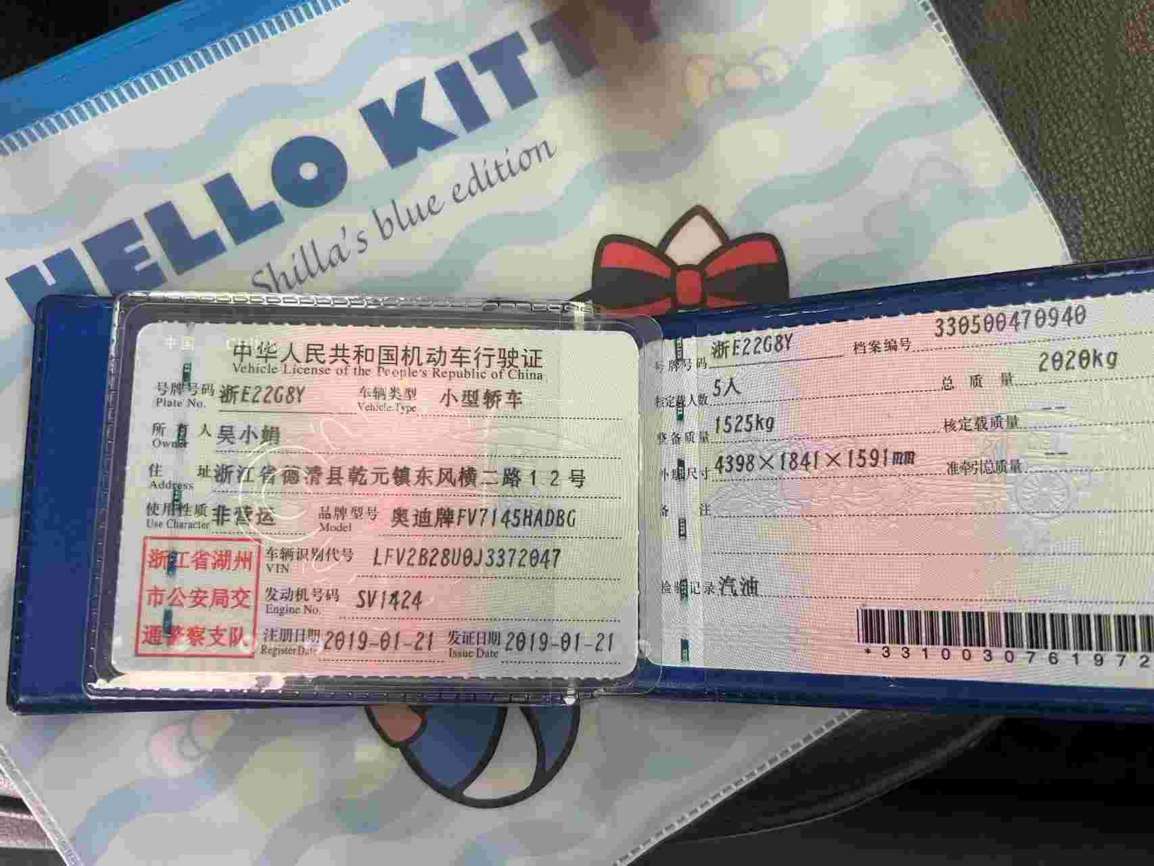 HELLO KITTY
Shilla's blue edition
中国 CHINA
中华人民共和国机动车行驶证
Vehicle License of the People's Republic of China
号牌号码 浙E22G8Y 车辆类型 小型轿车
Plate No. Vehicle Type
所有人 吴小娟
Owner
住址 浙江省德清县乾元镇东风横二路12号
Address
使用性质 非营运 品牌型号 奥迪牌FV7145HADBG
Use Character Model
浙江省湖州
市公安局交
通警察支队
车辆识别代号 LFV2B28U0J3372047
VIN
发动机号码 SV1424
Engine No.
注册日期 2019-01-21 发证日期 2019-01-21
Register Date Issue Date
号牌号码 浙E22G8Y 档案编号 330500470940
核定载人数 5人 总质量 2020kg
整备质量 1525kg 核定载质量 --
外廓尺寸 4398×1841×1591mm 准牵引总质量 --
备注
检验记录 汽油
*3310030761972